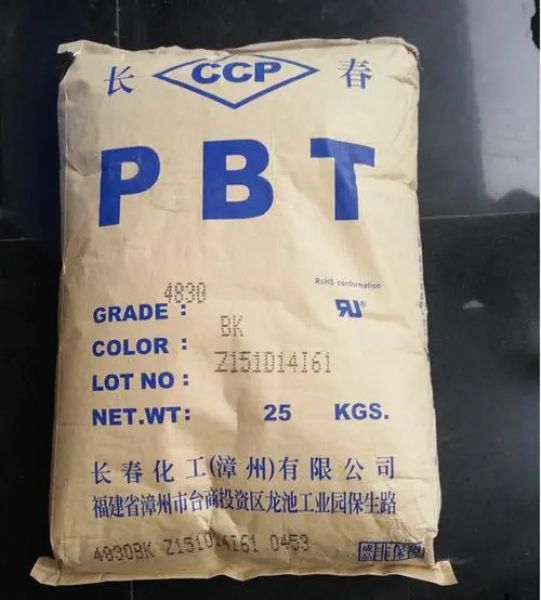 长 CCP 春
PBT
RoHS conformation
GRADE: 4830
COLOR: BK
LOT NO: Z151D14I61
NET.WT: 25 KGS.
长春化工(漳州)有限公司
福建省漳州市台商投资区龙池工业园保生路
4830BK Z151D14I61 0453